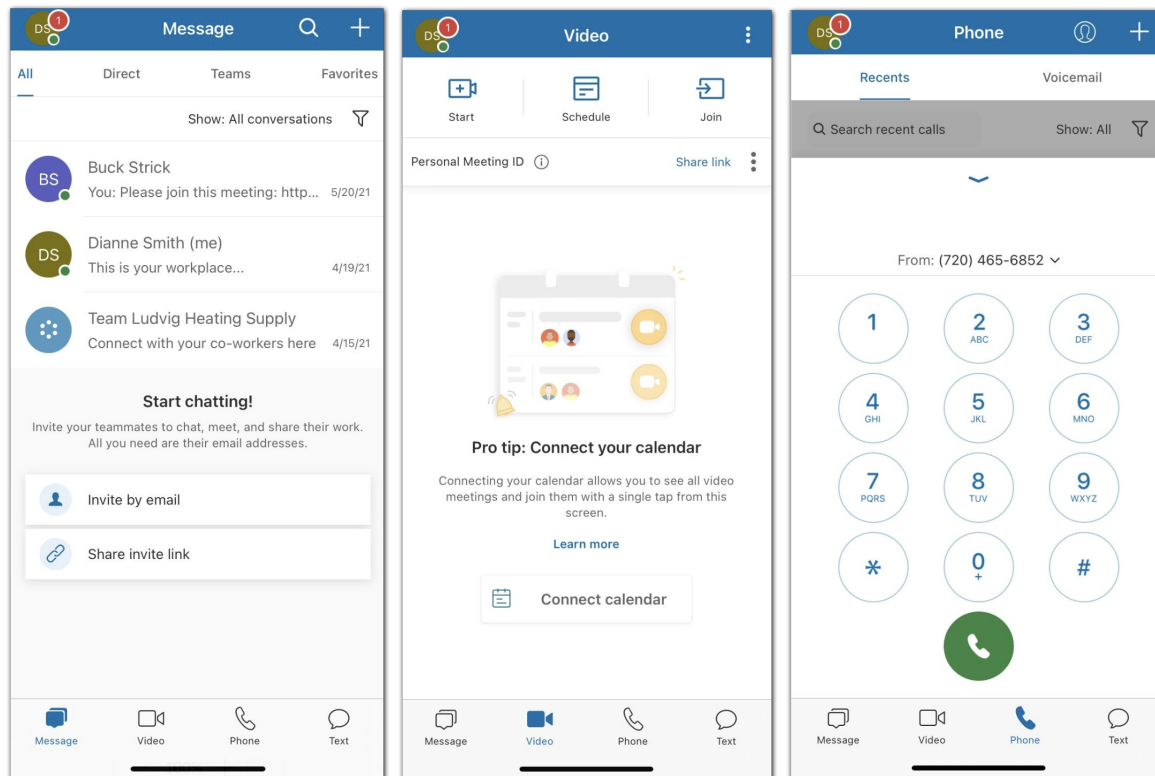 DS
1
Message
All
Direct
Teams
Favorites
Show: All conversations
BS
Buck Strick
You: Please join this meeting: http...
5/20/21
DS
Dianne Smith (me)
This is your workplace...
4/19/21
Team Ludvig Heating Supply
Connect with your co-workers here
4/15/21
Start chatting!
Invite your teammates to chat, meet, and share their work.
All you need are their email addresses.
Invite by email
Share invite link
Message
Video
Phone
Text
DS
1
Video
Start
Schedule
Join
Personal Meeting ID
Share link
Pro tip: Connect your calendar
Connecting your calendar allows you to see all video
meetings and join them with a single tap from this
screen.
Learn more
Connect calendar
Message
Video
Phone
Text
DS
1
Phone
Recents
Voicemail
Search recent calls
Show: All
From: (720) 465-6852
1
2
ABC
3
DEF
4
GHI
5
JKL
6
MNO
7
PQRS
8
TUV
9
WXYZ
*
0
+
#
Message
Video
Phone
Text